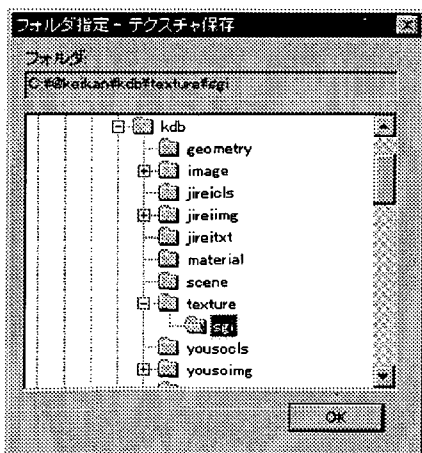 フォルダ指定 - テクスチャ保存
フォルダ:
C:¥@keikan¥kdb¥texture¥sgi
kdb
geometry
image
jireicls
jireiimg
jireitxt
material
scene
texture
sgi
yousocls
yousoimg
OK